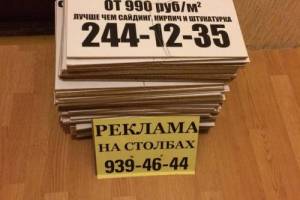 ОТ 990 руб/м²
ЛУЧШЕ ЧЕМ САЙДИНГ, КИРПИЧ И ШТУКАТУРКА
244-12-35
РЕКЛАМА
НА СТОЛБАХ
939-46-44